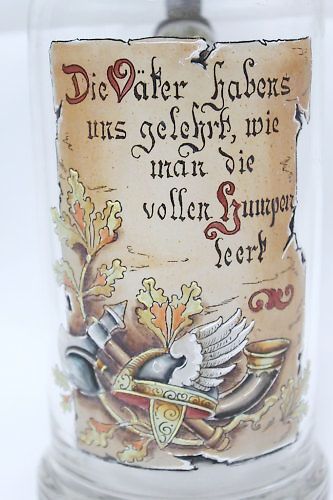 Die Väter habens
uns gelehrt, wie
man die
vollen Humpen
leert